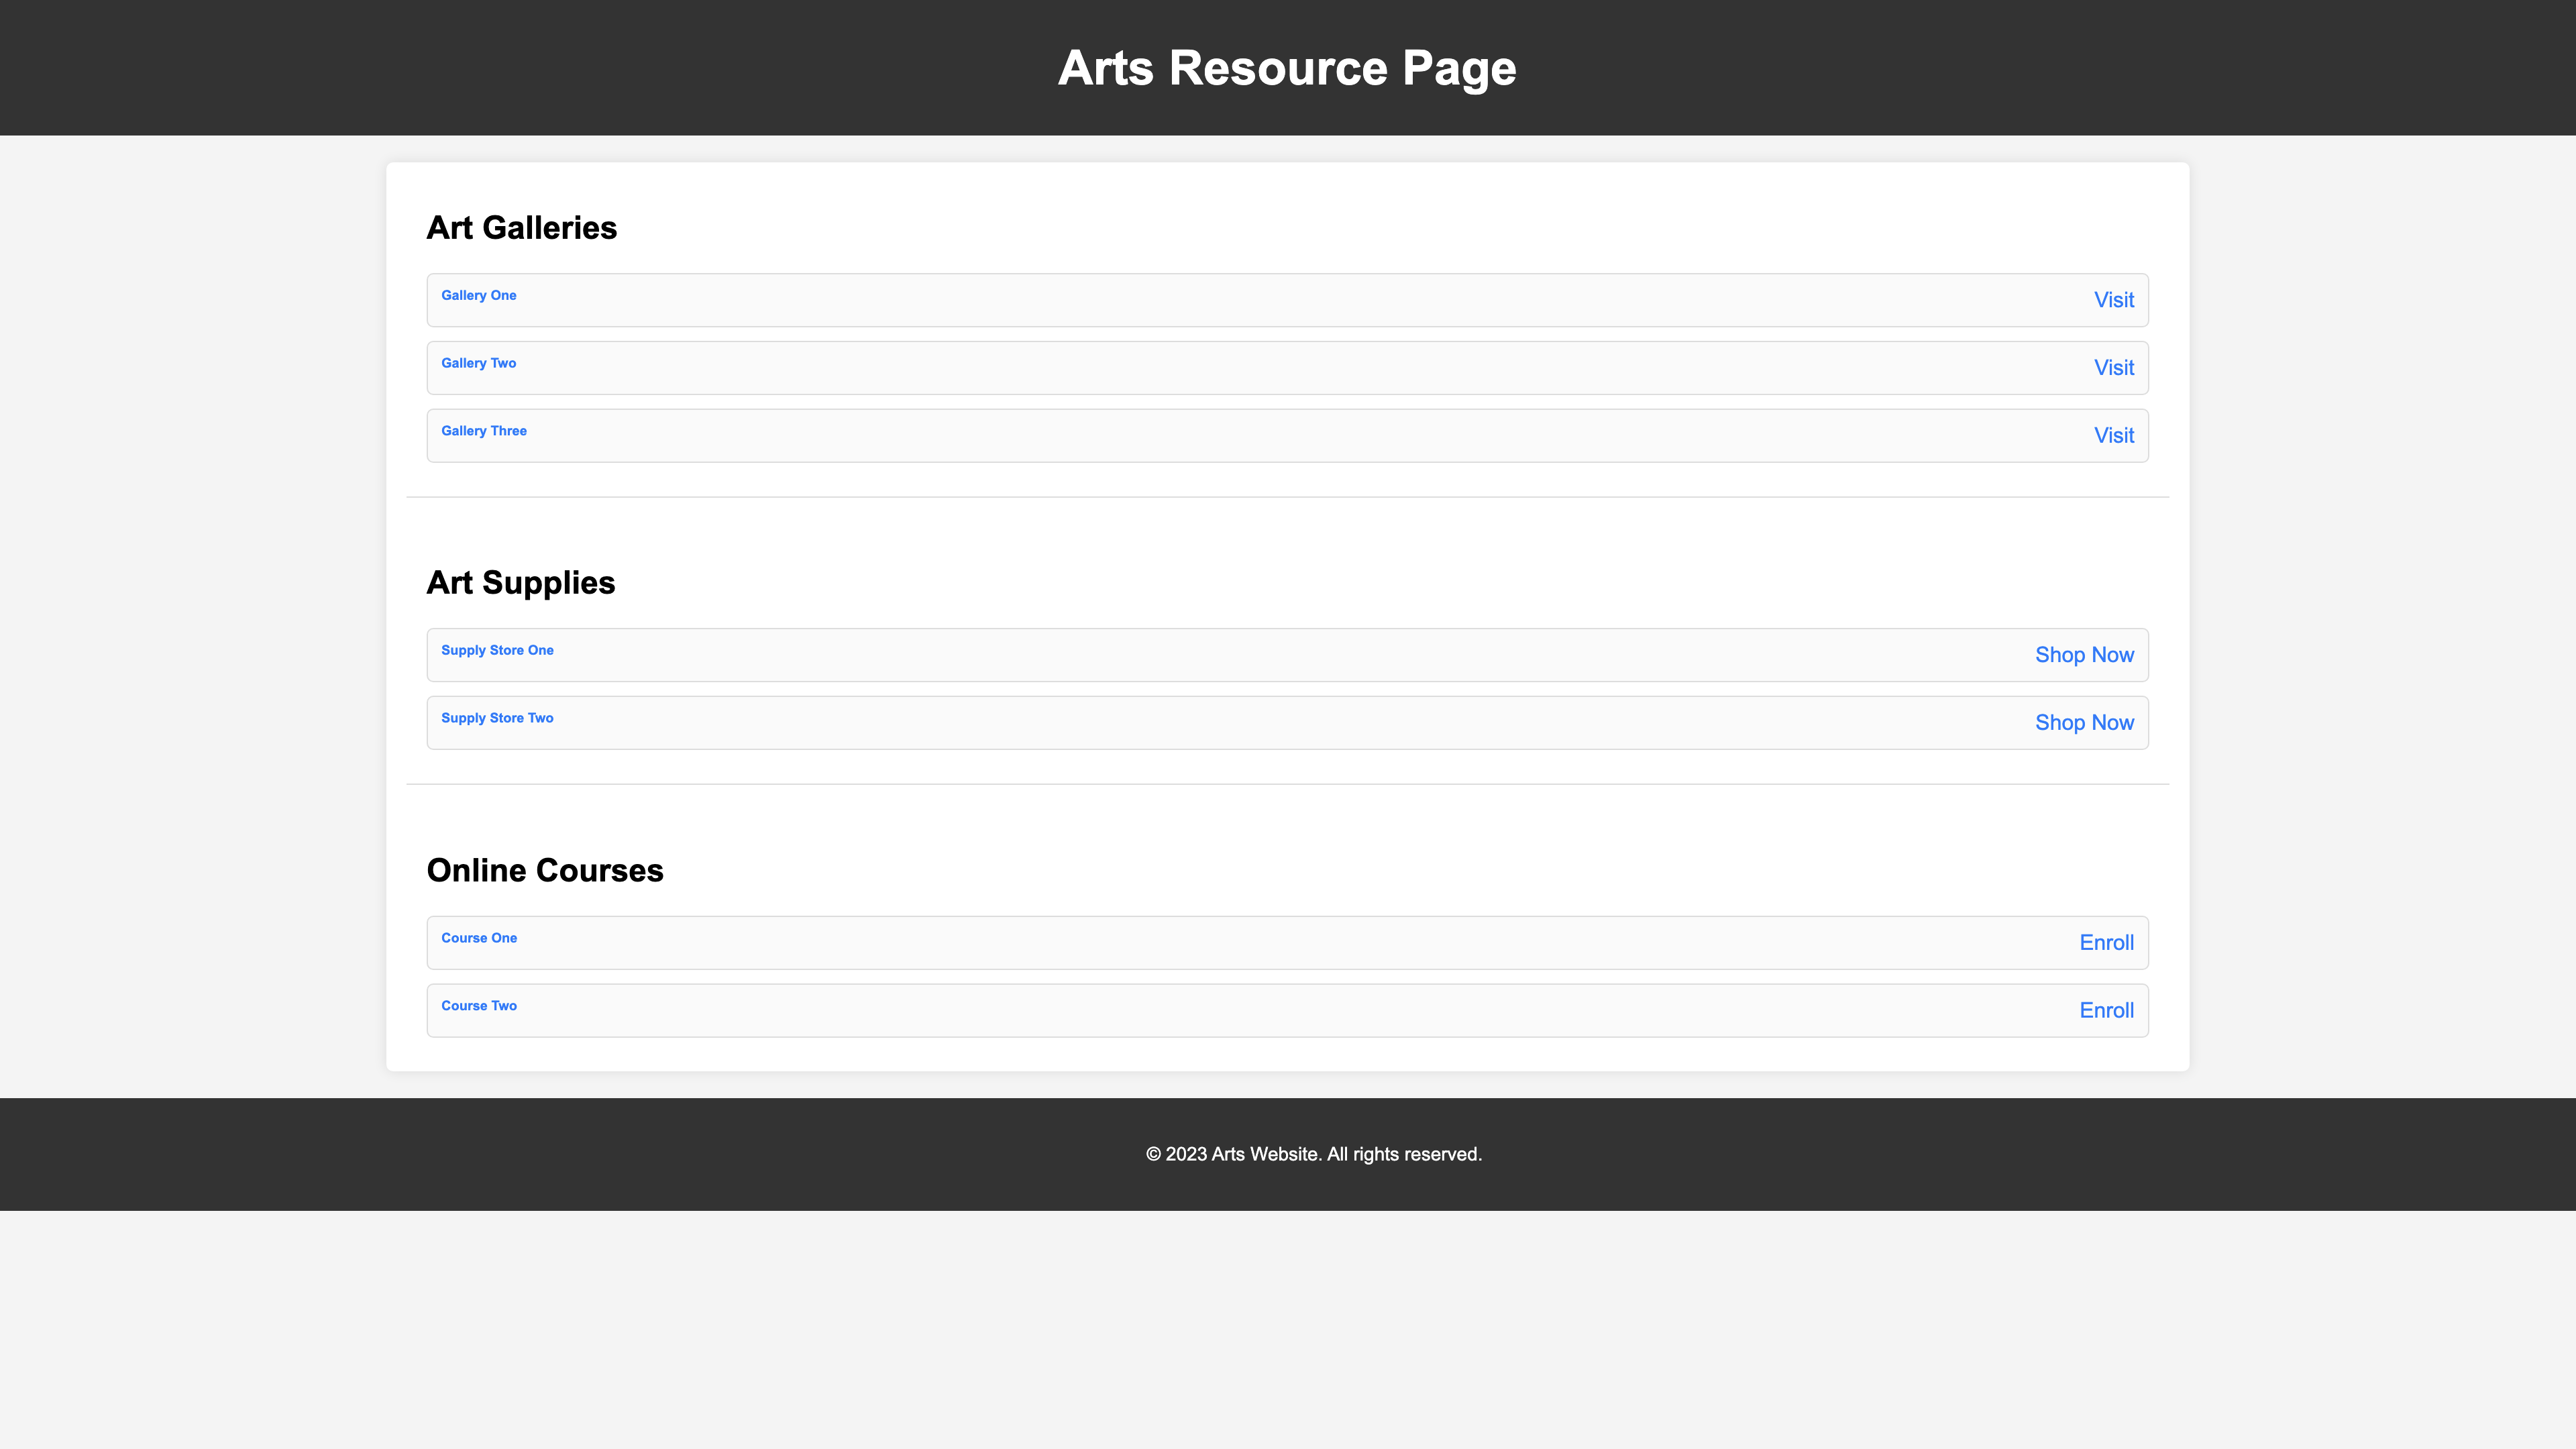 Arts Resource Page
Art Galleries
Gallery One Visit
Gallery Two Visit
Gallery Three Visit
Art Supplies
Supply Store One Shop Now
Supply Store Two Shop Now
Online Courses
Course One Enroll
Course Two Enroll
© 2023 Arts Website. All rights reserved.